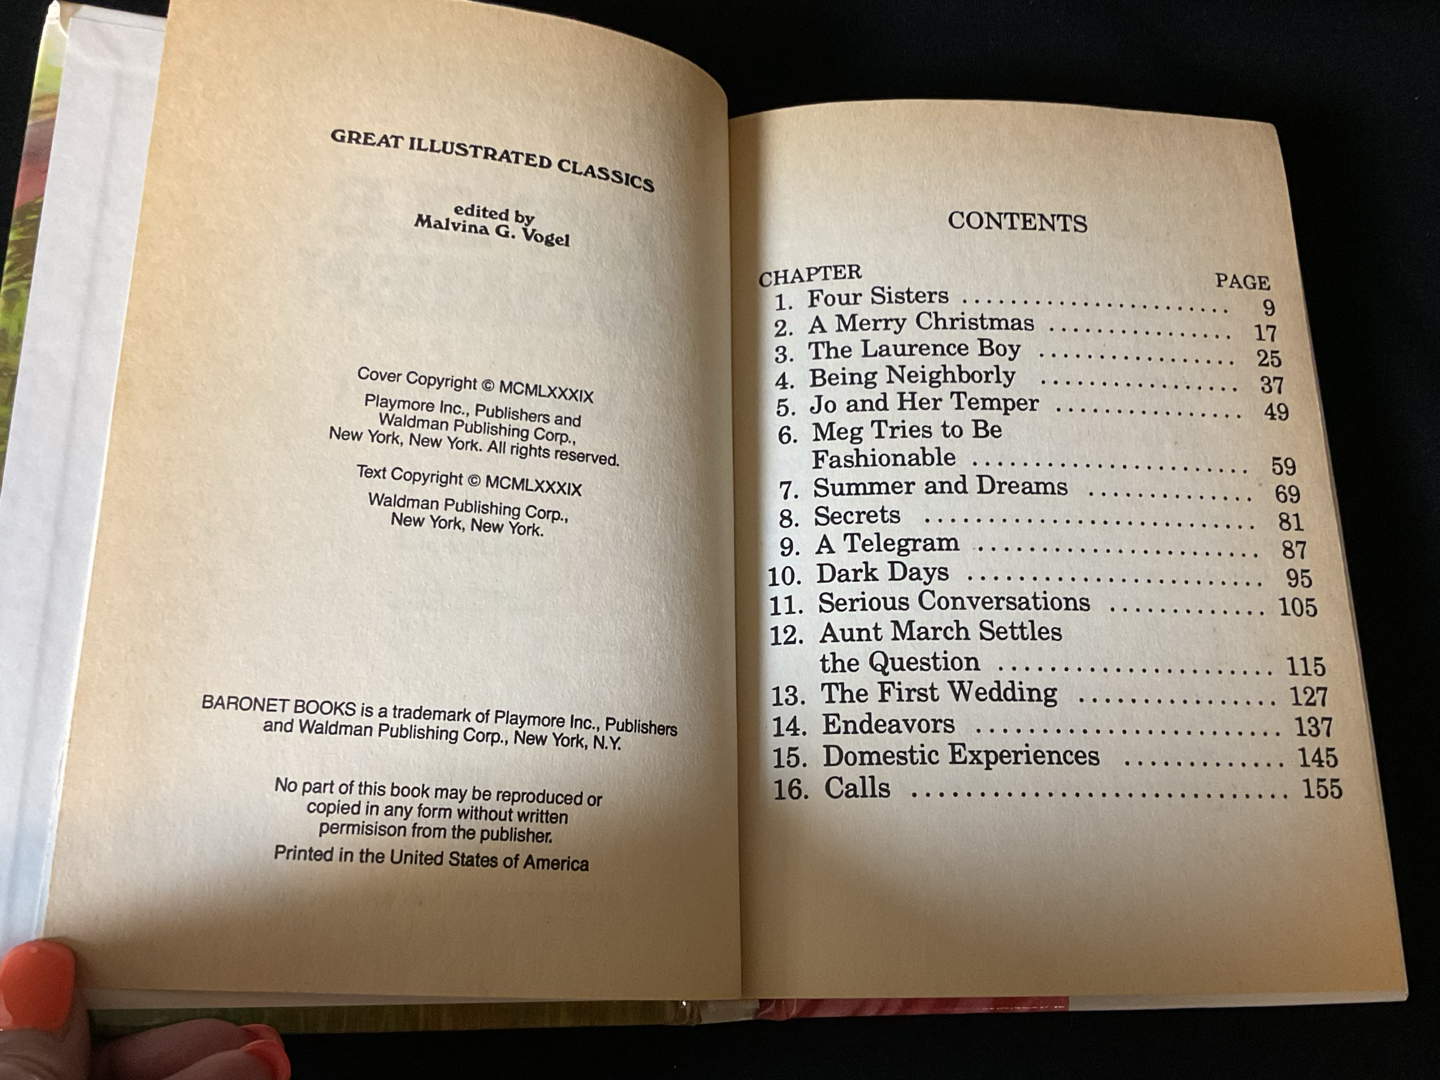 GREAT ILLUSTRATED CLASSICS
edited by
Malvina G. Vogel
Cover Copyright © MCMLXXXIX
Playmore Inc., Publishers and
Waldman Publishing Corp.,
New York, New York. All rights reserved.
Text Copyright © MCMLXXXIX
Waldman Publishing Corp.,
New York, New York.
BARONET BOOKS is a trademark of Playmore Inc., Publishers
and Waldman Publishing Corp., New York, N.Y.
No part of this book may be reproduced or
copied in any form without written
permisison from the publisher.
Printed in the United States of America
CONTENTS
CHAPTER PAGE
1. Four Sisters ...................... 9
2. A Merry Christmas ................ 17
3. The Laurence Boy ................. 25
4. Being Neighborly ................. 37
5. Jo and Her Temper ................ 49
6. Meg Tries to Be
Fashionable ....................... 59
7. Summer and Dreams .............. 69
8. Secrets ........................... 81
9. A Telegram ....................... 87
10. Dark Days ........................ 95
11. Serious Conversations ............. 105
12. Aunt March Settles
the Question ...................... 115
13. The First Wedding ................ 127
14. Endeavors ........................ 137
15. Domestic Experiences ............. 145
16. Calls ............................. 155